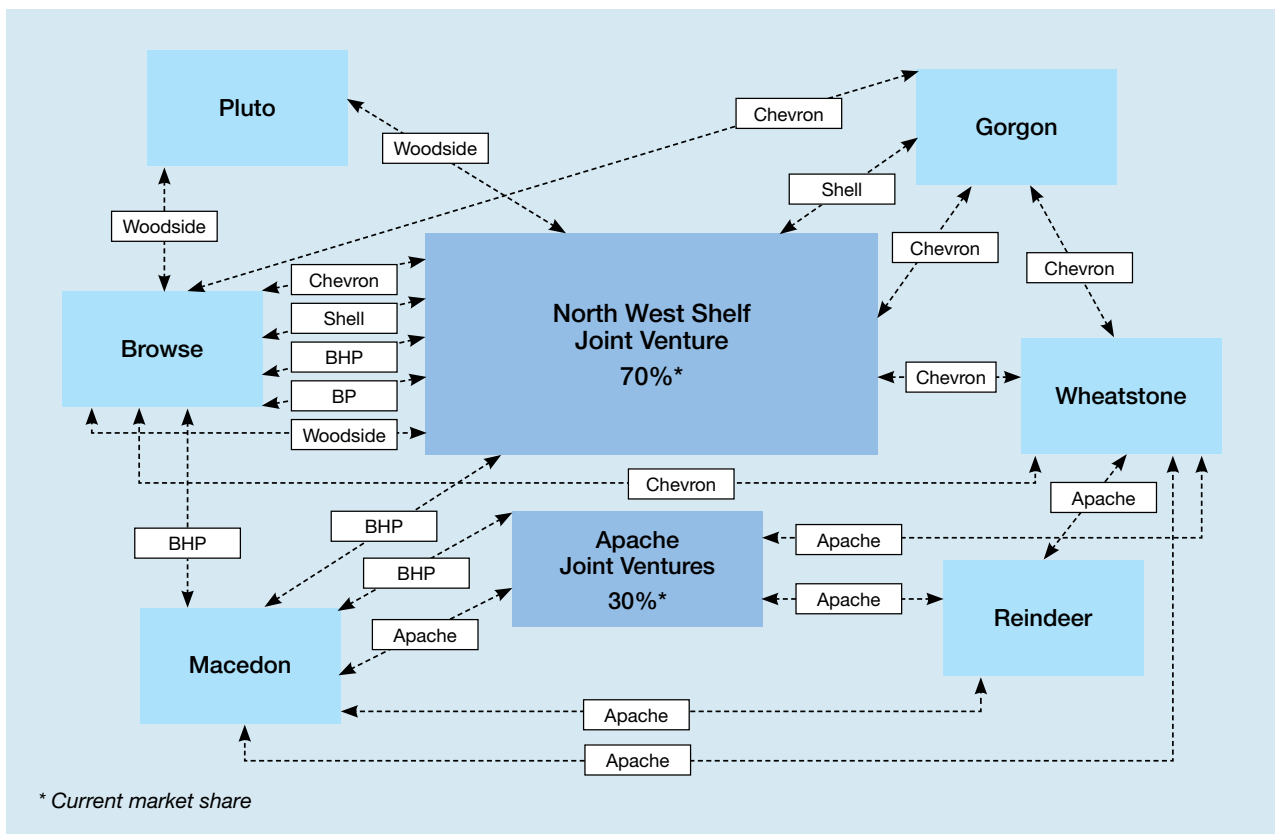 Pluto
Gorgon
Chevron
Woodside
Shell
Woodside
Chevron
Chevron
Chevron
Shell
BHP
BP
Woodside
Browse
North West Shelf
Joint Venture
70%*
Chevron
Wheatstone
Chevron
Apache
BHP
BHP
BHP
Apache
Apache
Joint Ventures
30%*
Apache
Apache
Reindeer
Macedon
Apache
Apache
* Current market share